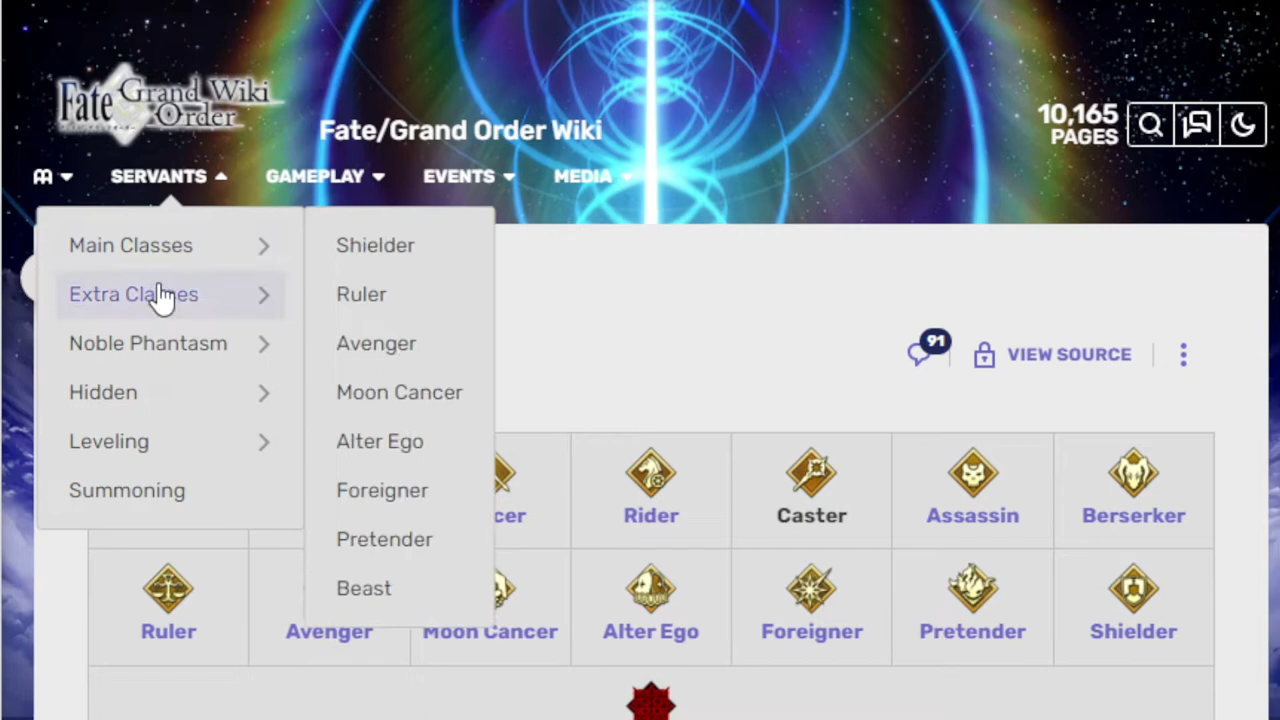 Fate Grand Wiki
Order
Fate/Grand Order Wiki
10,165
PAGES
SERVANTS
GAMEPLAY
EVENTS
MEDIA
Main Classes
Extra Classes
Noble Phantasm
Hidden
Leveling
Summoning
Shielder
Ruler
Avenger
Moon Cancer
Alter Ego
Foreigner
Pretender
Beast
91
VIEW SOURCE
cer
Rider
Caster
Assassin
Berserker
Ruler
Avenger
Moon Cancer
Alter Ego
Foreigner
Pretender
Shielder